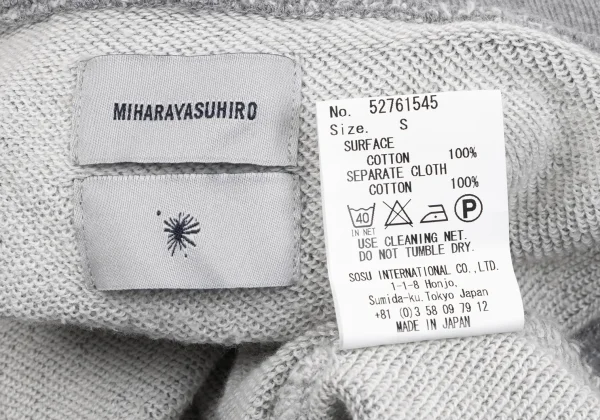 MIHARAYASUHIRO
No. 52761545
Size. S
SURFACE
COTTON 100%
SEPARATE CLOTH
COTTON 100%
40
P
IN NET
USE CLEANING NET.
DO NOT TUMBLE DRY.
SOSU INTERNATIONAL CO., LTD.
1-1-8 Honjo,
Sumida-ku. Tokyo Japan
+81 (0)3 58 09 79 12
MADE IN JAPAN